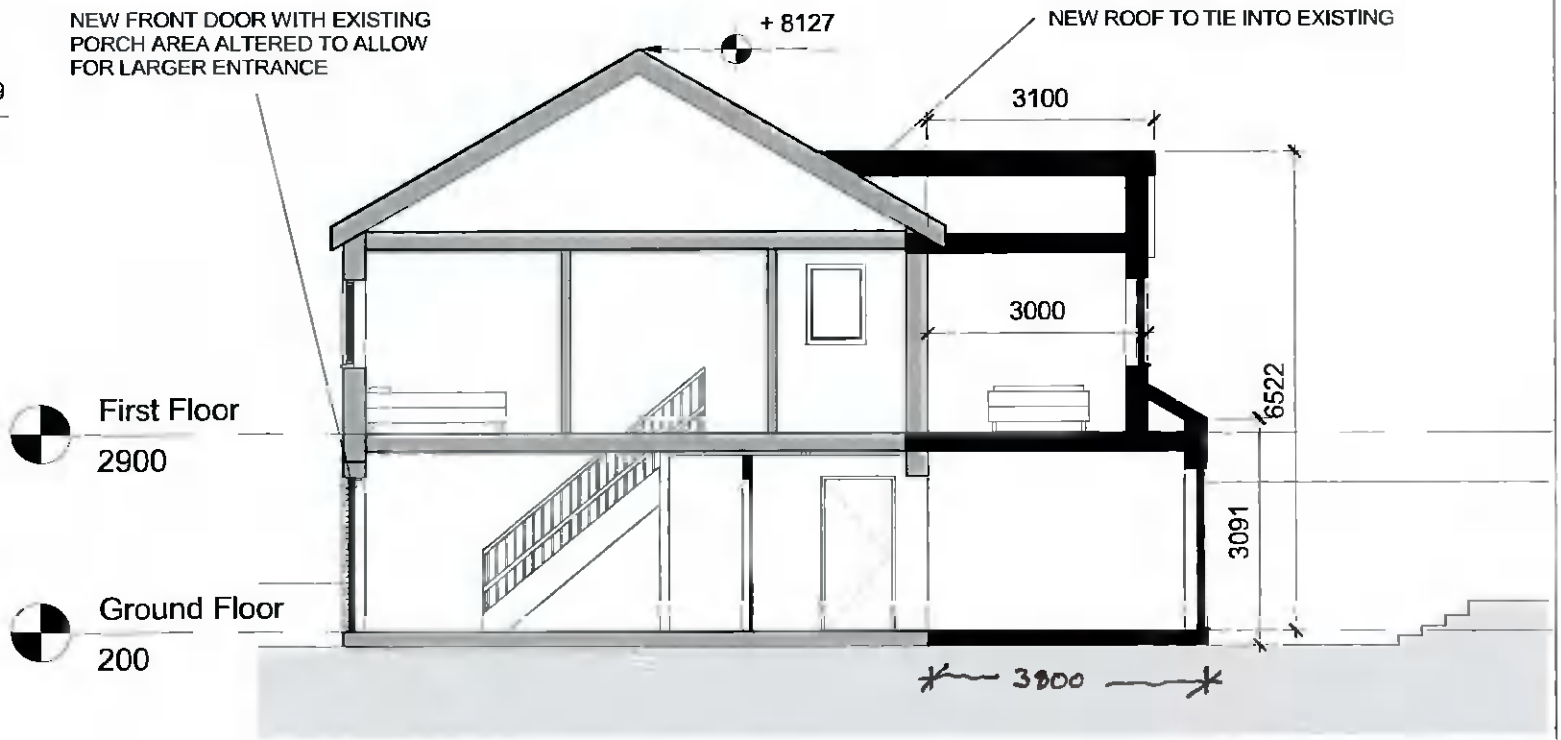 NEW FRONT DOOR WITH EXISTING
PORCH AREA ALTERED TO ALLOW
FOR LARGER ENTRANCE
+ 8127
NEW ROOF TO TIE INTO EXISTING
9
3100
3000
6522
First Floor
2900
3091
Ground Floor
200
3800